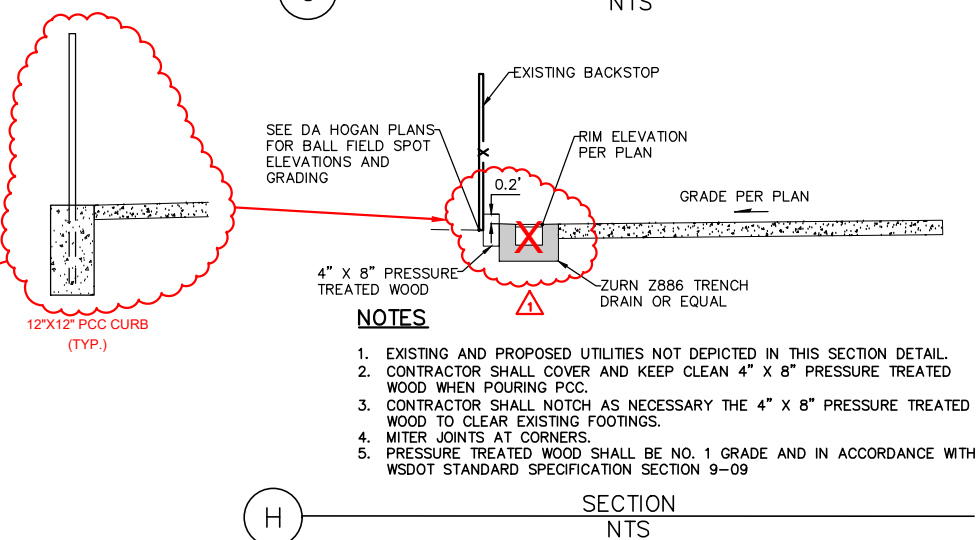 NTS
EXISTING BACKSTOP
SEE DA HOGAN PLANS
FOR BALL FIELD SPOT
ELEVATIONS AND
GRADING
RIM ELEVATION
PER PLAN
0.2'
X
GRADE PER PLAN
X
4" X 8" PRESSURE
TREATED WOOD
ZURN Z886 TRENCH
DRAIN OR EQUAL
1
12"X12" PCC CURB
(TYP.)
NOTES
1. EXISTING AND PROPOSED UTILITIES NOT DEPICTED IN THIS SECTION DETAIL.
2. CONTRACTOR SHALL COVER AND KEEP CLEAN 4" X 8" PRESSURE TREATED
WOOD WHEN POURING PCC.
3. CONTRACTOR SHALL NOTCH AS NECESSARY THE 4" X 8" PRESSURE TREATED
WOOD TO CLEAR EXISTING FOOTINGS.
4. MITER JOINTS AT CORNERS.
5. PRESSURE TREATED WOOD SHALL BE NO. 1 GRADE AND IN ACCORDANCE WITH
WSDOT STANDARD SPECIFICATION SECTION 9-09
H
SECTION
NTS